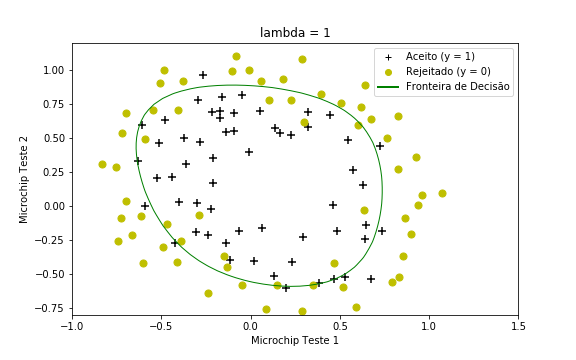 lambda = 1
Aceito (y = 1)
Rejeitado (y = 0)
Fronteira de Decisão
Microchip Teste 2
1.00
0.75
0.50
0.25
0.00
−0.25
−0.50
−0.75
−1.0
−0.5
0.0
0.5
1.0
1.5
Microchip Teste 1